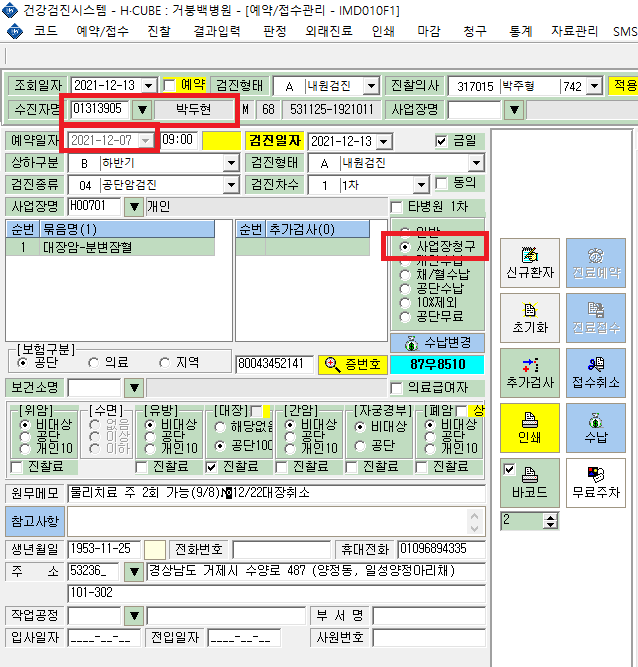 건강검진시스템 - H-CUBE : 거붕백병원 - [예약/접수관리 - IMD010F1]
코드 예약/접수 진찰 결과입력 판정 외래진료 인쇄 마감 청구 통계 자료관리 SMS
조회일자 2021-12-13 예약 검진형태 A 내원검진 진찰의사 317015 박주형 742 적용
수진자명 01313905 박두현 M 68 531125-1921011 사업장명
예약일자 2021-12-07 09:00 검진일자 2021-12-13 금일
상하구분 B 하반기 검진형태 A 내원검진
검진종류 04 공단암검진 검진차수 1 1차 동의
사업장명 H00701 개인 타병원 1차
순번 묶음명(1) 순번 추가검사(0) 일반
1 대장암-분변잠혈 사업장청구
개인수납
채/혈수납
공단수납
10%제외
공단무료
수납변경
[보험구분] 공단 의료 지역 80043452141 증번호 87우8510
보건소명 의료급여자
[위암] [수면] [유방] [대장] [간암] [자궁경부] [폐암] 상
비대상 없음 비대상 해당없음 비대상 비대상 비대상
공단 이상 공단 공단 공단
개인10 이하 개인10 공단100 개인10 공단 개인10
진찰료 진찰료 진찰료 진찰료 진찰료 진찰료
원무메모 물리치료 주 2회 가능(9/8) 12/22대장취소
참고사항
생년월일 1953-11-25 전화번호 휴대전화 01096894335
주 소 53236_ 경상남도 거제시 수양로 487 (양정동, 일성양정아리채)
101-302
작업공정 부 서 명
입사일자 ____-__-__ 전입일자 ____-__-__ 사원번호
신규환자 진료예약
초기화 진료접수
추가검사 접수취소
인쇄 수납
바코드 무료주차
2